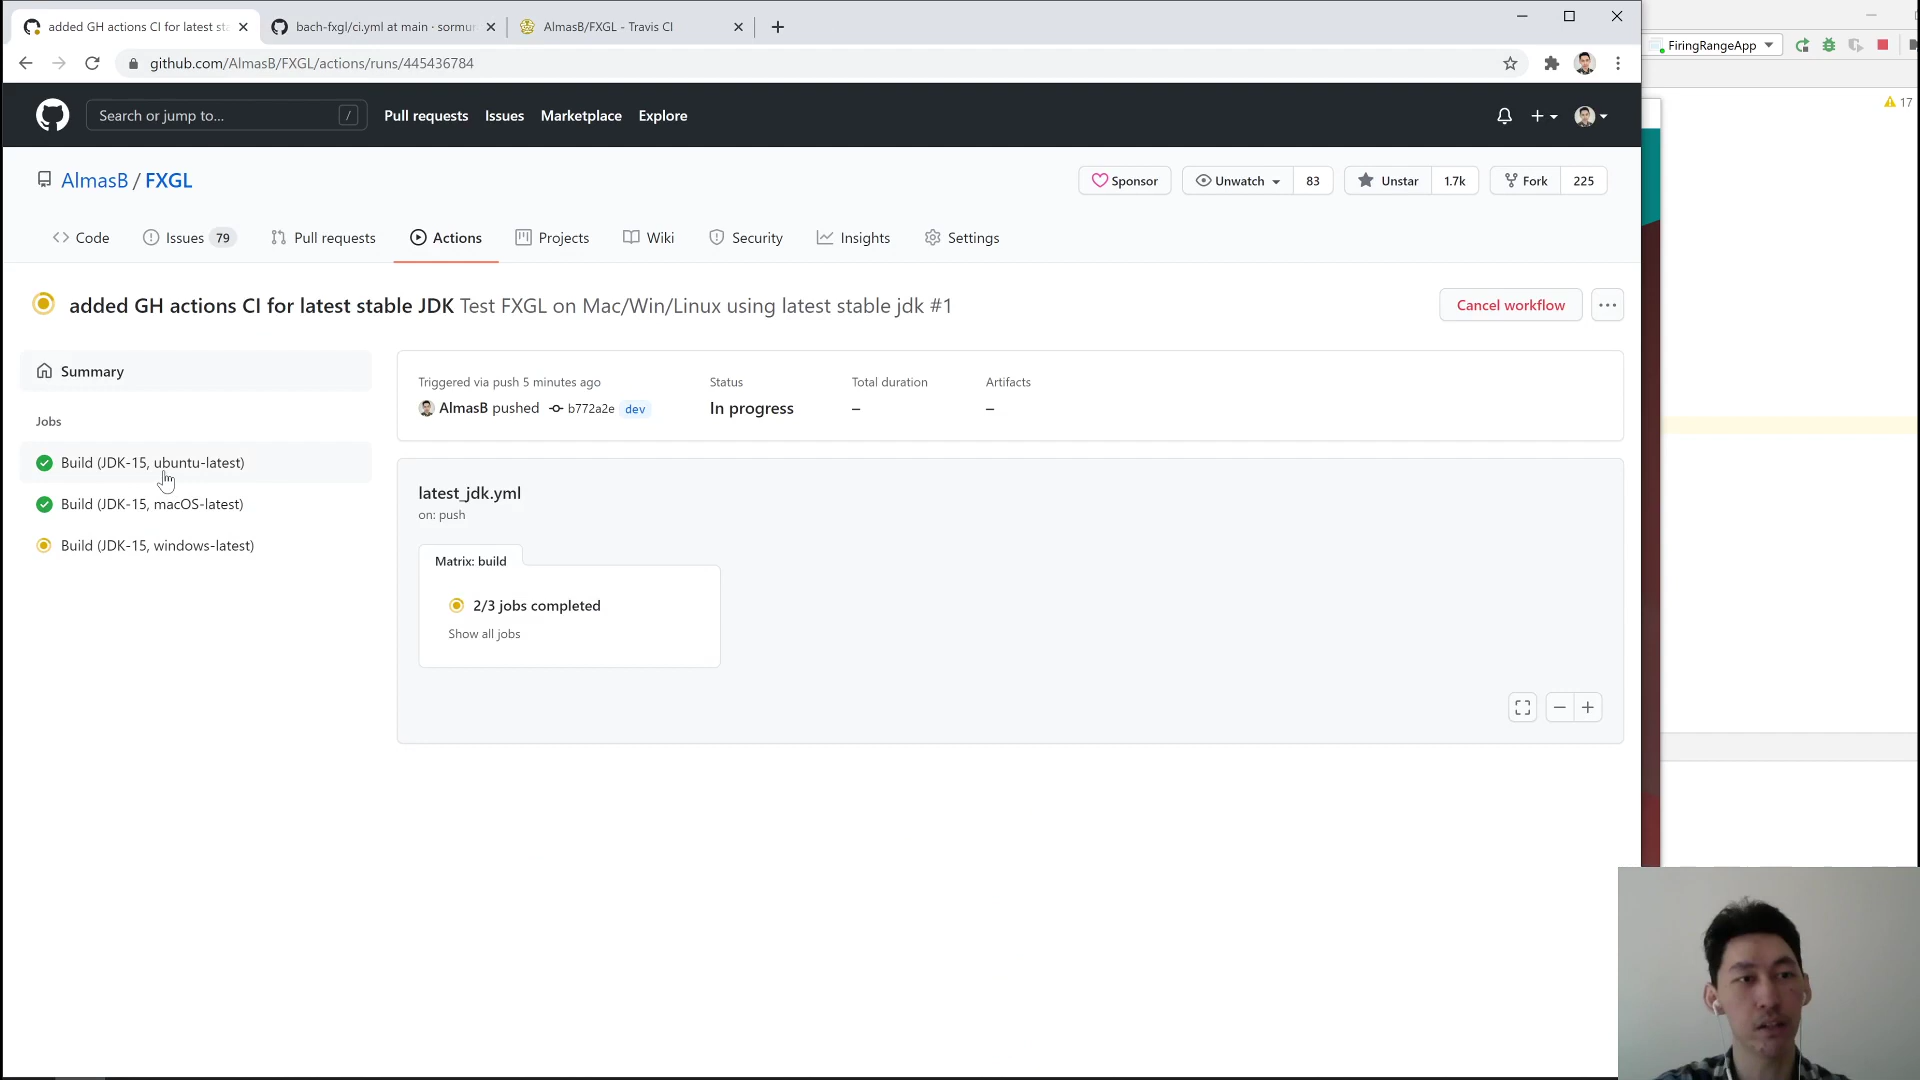 added GH actions CI for latest sta
bach-fxgl/ci.yml at main · sormur
AlmasB/FXGL - Travis CI
FiringRangeApp
github.com/AlmasB/FXGL/actions/runs/445436784
17
Search or jump to...
/
Pull requests
Issues
Marketplace
Explore
AlmasB / FXGL
Sponsor
Unwatch
83
Unstar
1.7k
Fork
225
Code
Issues 79
Pull requests
Actions
Projects
Wiki
Security
Insights
Settings
added GH actions CI for latest stable JDK Test FXGL on Mac/Win/Linux using latest stable jdk #1
Cancel workflow
Summary
Jobs
Build (JDK-15, ubuntu-latest)
Build (JDK-15, macOS-latest)
Build (JDK-15, windows-latest)
Triggered via push 5 minutes ago
AlmasB pushed b772a2e dev
Status
In progress
Total duration
–
Artifacts
–
latest_jdk.yml
on: push
Matrix: build
2/3 jobs completed
Show all jobs